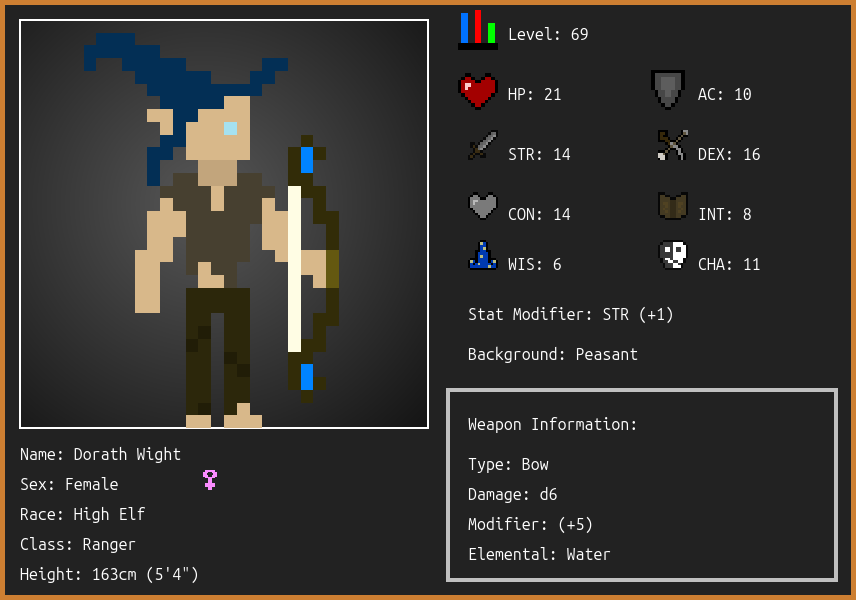 Level: 69
HP: 21
AC: 10
STR: 14
DEX: 16
CON: 14
INT: 8
WIS: 6
CHA: 11
Stat Modifier: STR (+1)
Background: Peasant
Weapon Information:
Type: Bow
Damage: d6
Modifier: (+5)
Elemental: Water
Name: Dorath Wight
Sex: Female
Race: High Elf
Class: Ranger
Height: 163cm (5'4")